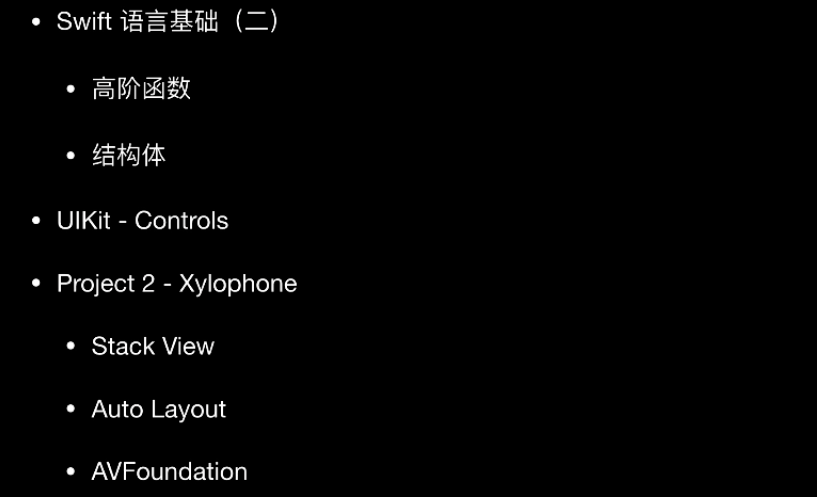 • Swift 语言基础（二）
• 高阶函数
• 结构体
• UIKit - Controls
• Project 2 - Xylophone
• Stack View
• Auto Layout
• AVFoundation